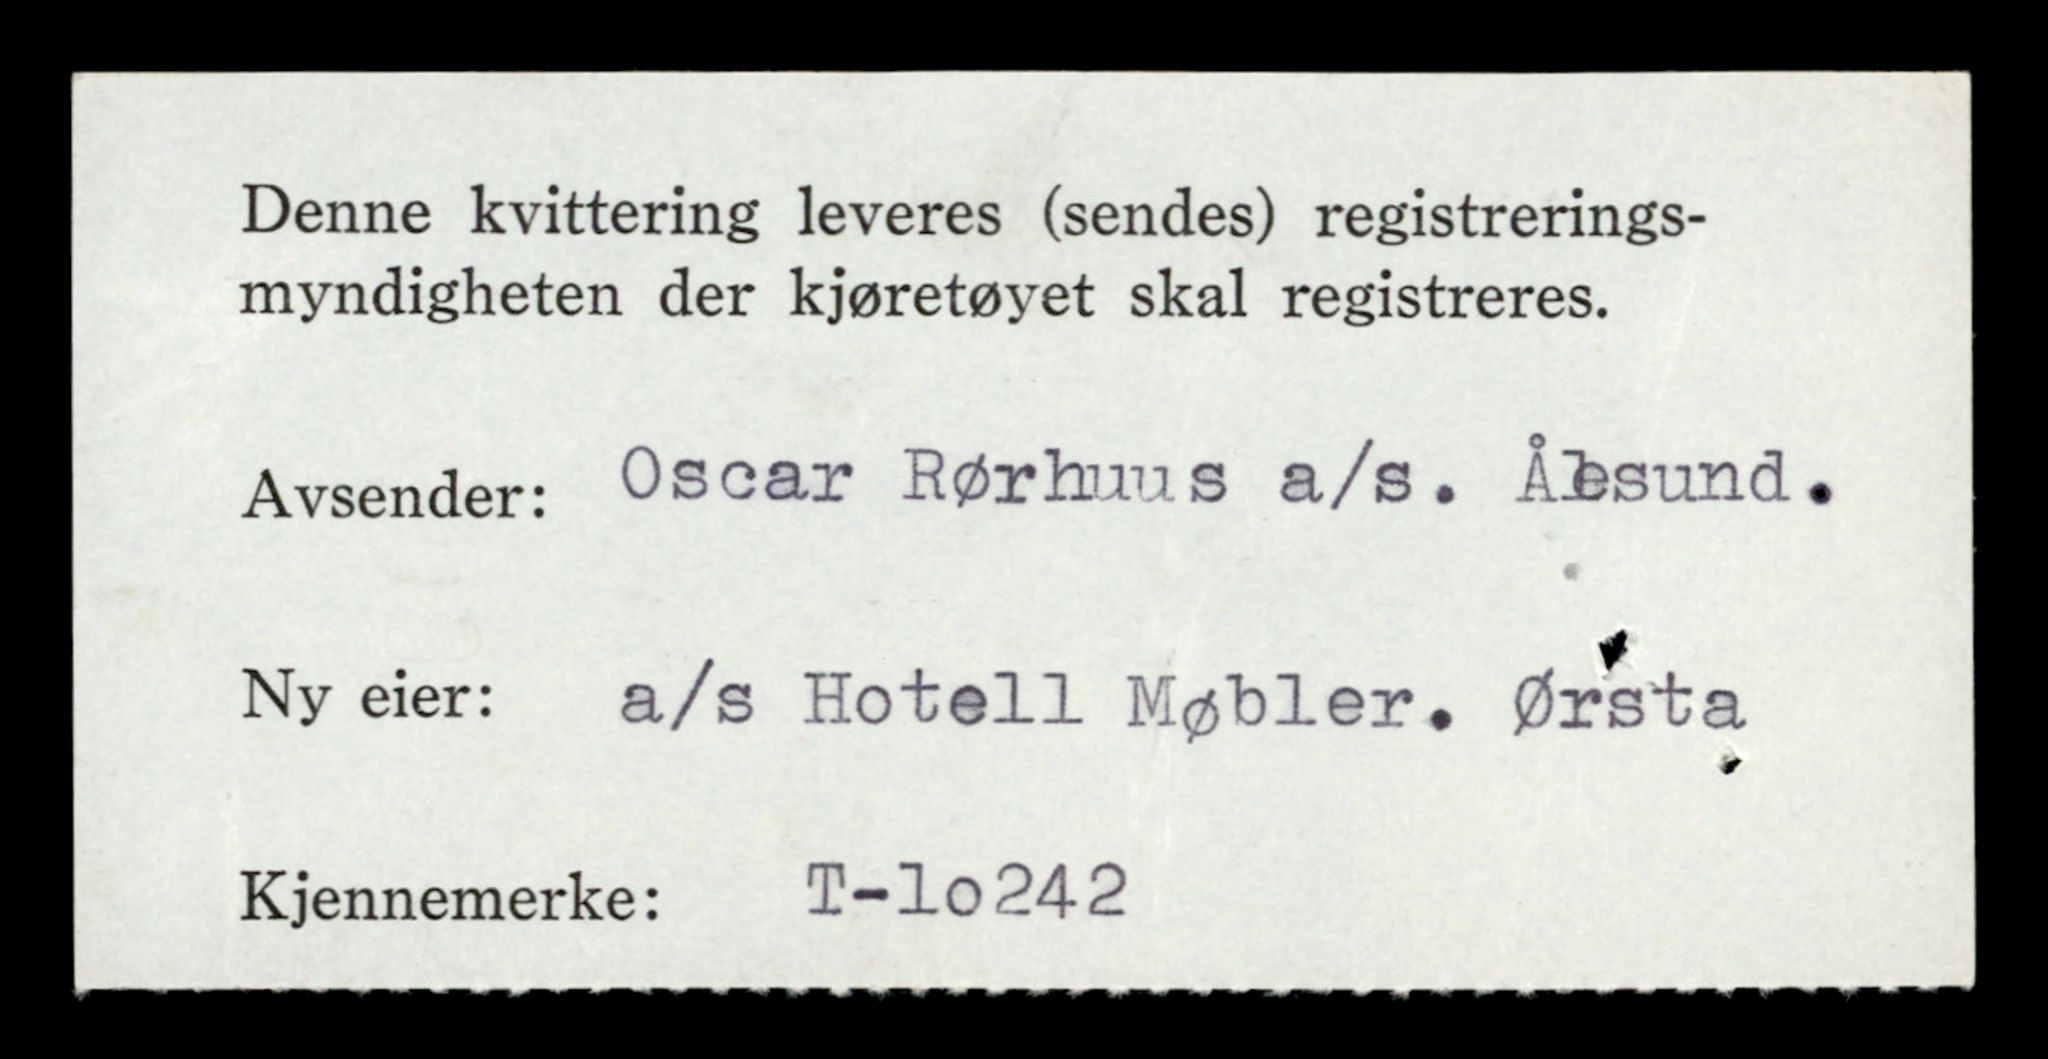 Denne kvittering leveres (sendes) registrerings-
myndigheten der kjøretøyet skal registreres.
Avsender: Oscar Rørhuus a/s. Ålesund.
Ny eier: a/s Hotell Møbler. Ørsta
Kjennemerke: T-lo242